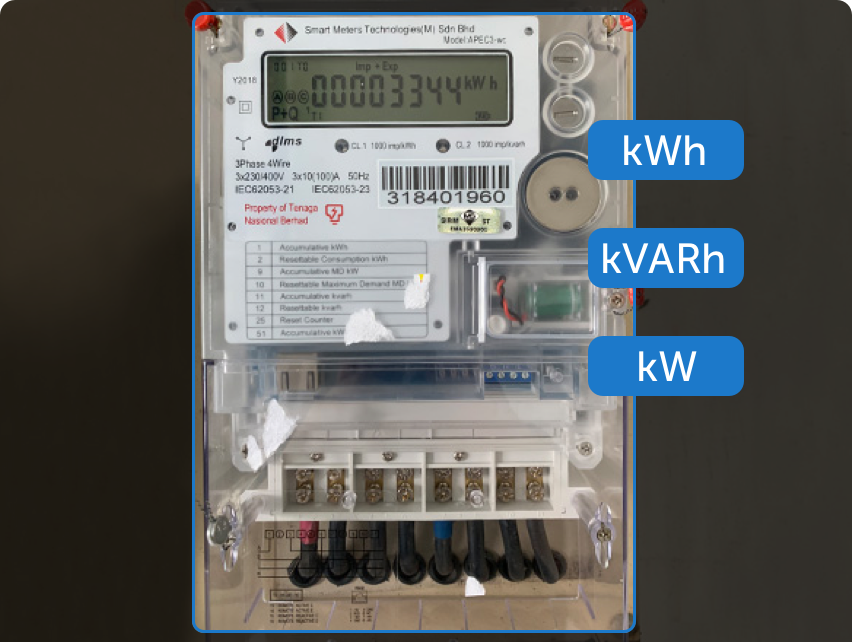 Smart Meters Technologies(M) Sdn Bhd
Model:APEC3-wc
Y2018
Imp + Exp
00003344 kWh
P+Q T1
dlms
CL.1 1000 imp/kWh
CL.2 1000 imp/kvarh
3Phase 4Wire
3x230/400V 3x10(100)A 50Hz
IEC62053-21 IEC62053-23
318401960
Property of Tenaga
Nasional Berhad
SIRIM ST
1 Accumulative kWh
2 Resettable Consumption kWh
9 Accumulative MD kW
10 Resettable Maximum Demand MD
11 Accumulative kvarh
12 Resettable kvarh
25 Reset Counter
51 Accumulative kW
kWh
kVARh
kW